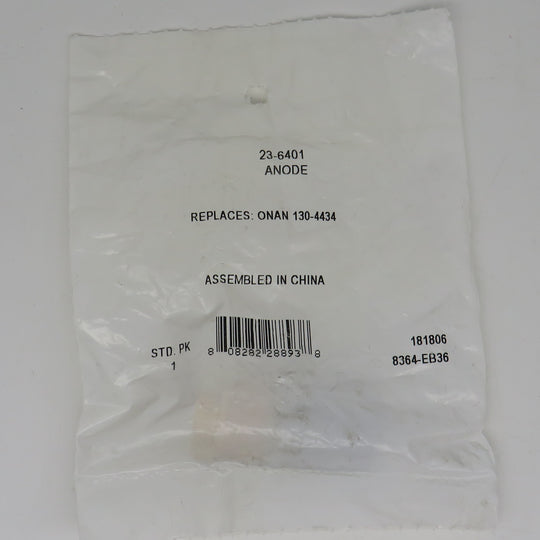 23-6401
ANODE
REPLACES: ONAN 130-4434
ASSEMBLED IN CHINA
STD. PK
1
8 08282 28893 8
181806
8364-EB36